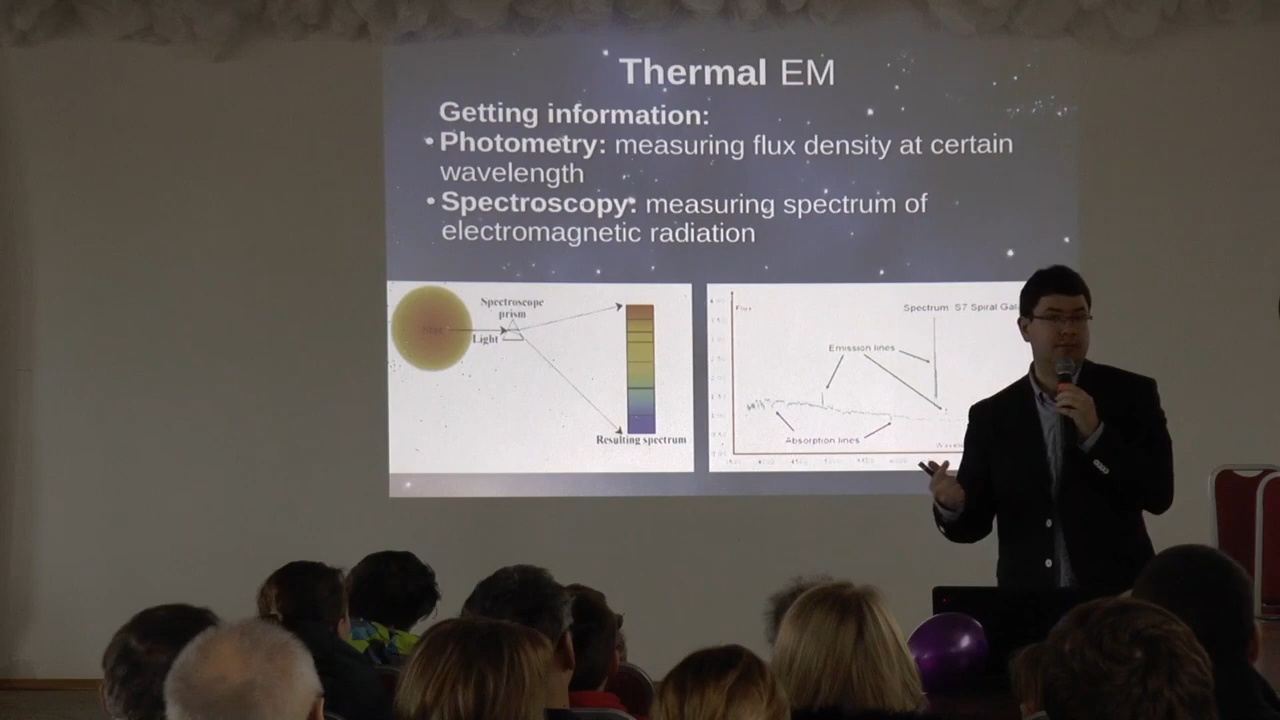 Thermal EM
Getting information:
• Photometry: measuring flux density at certain
wavelength
• Spectroscopy: measuring spectrum of
electromagnetic radiation
Spectroscope
prism
Star
Light
Resulting spectrum
Flux
Spectrum S7 Spiral
Emission lines
Absorption lines